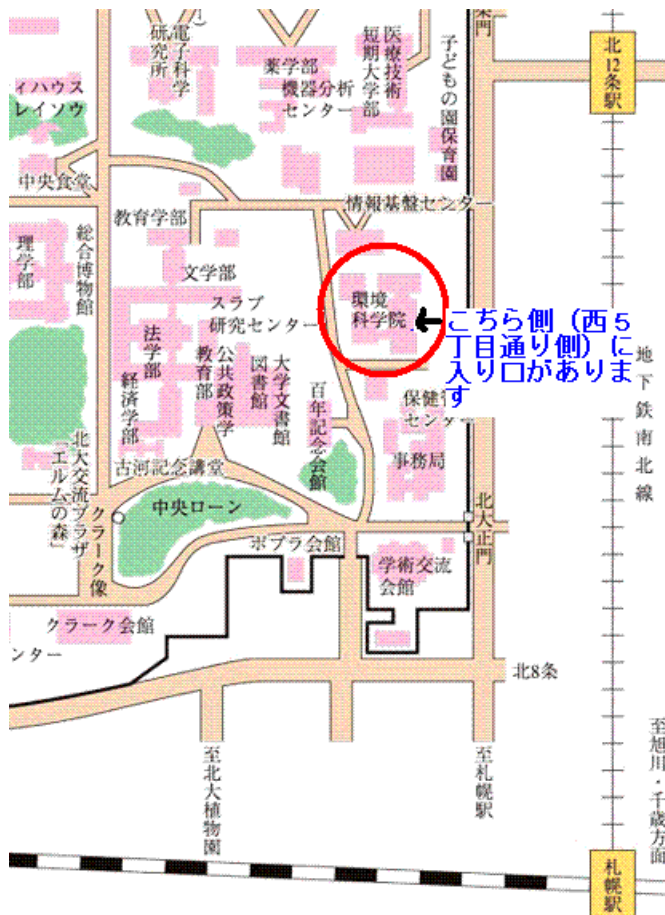 電子科学
研究所
薬学部
機器分析
センター
医療技術
短期大学部
子どもの園保育園
北12条駅
ィハウス
レイソウ
中央食堂
情報基盤センター
教育学部
理学部
総合博物館
文学部
スラブ
研究センター
環境
科学院
こちら側(西5
丁目通り側)に
入り口がありま
す
法学部
経済学部
公共政策学
教育部
図書館
大学文書館
百年記念会館
保健
センター
事務局
地下鉄南北線
古河記念講堂
北大交流プラザ
「エルムの森」
クラーク像
中央ローン
北大正門
ポプラ会館
学術交流
会館
クラーク会館
ンター
北8条
至北大植物園
至札幌駅
至旭川・千歳方面
札幌駅